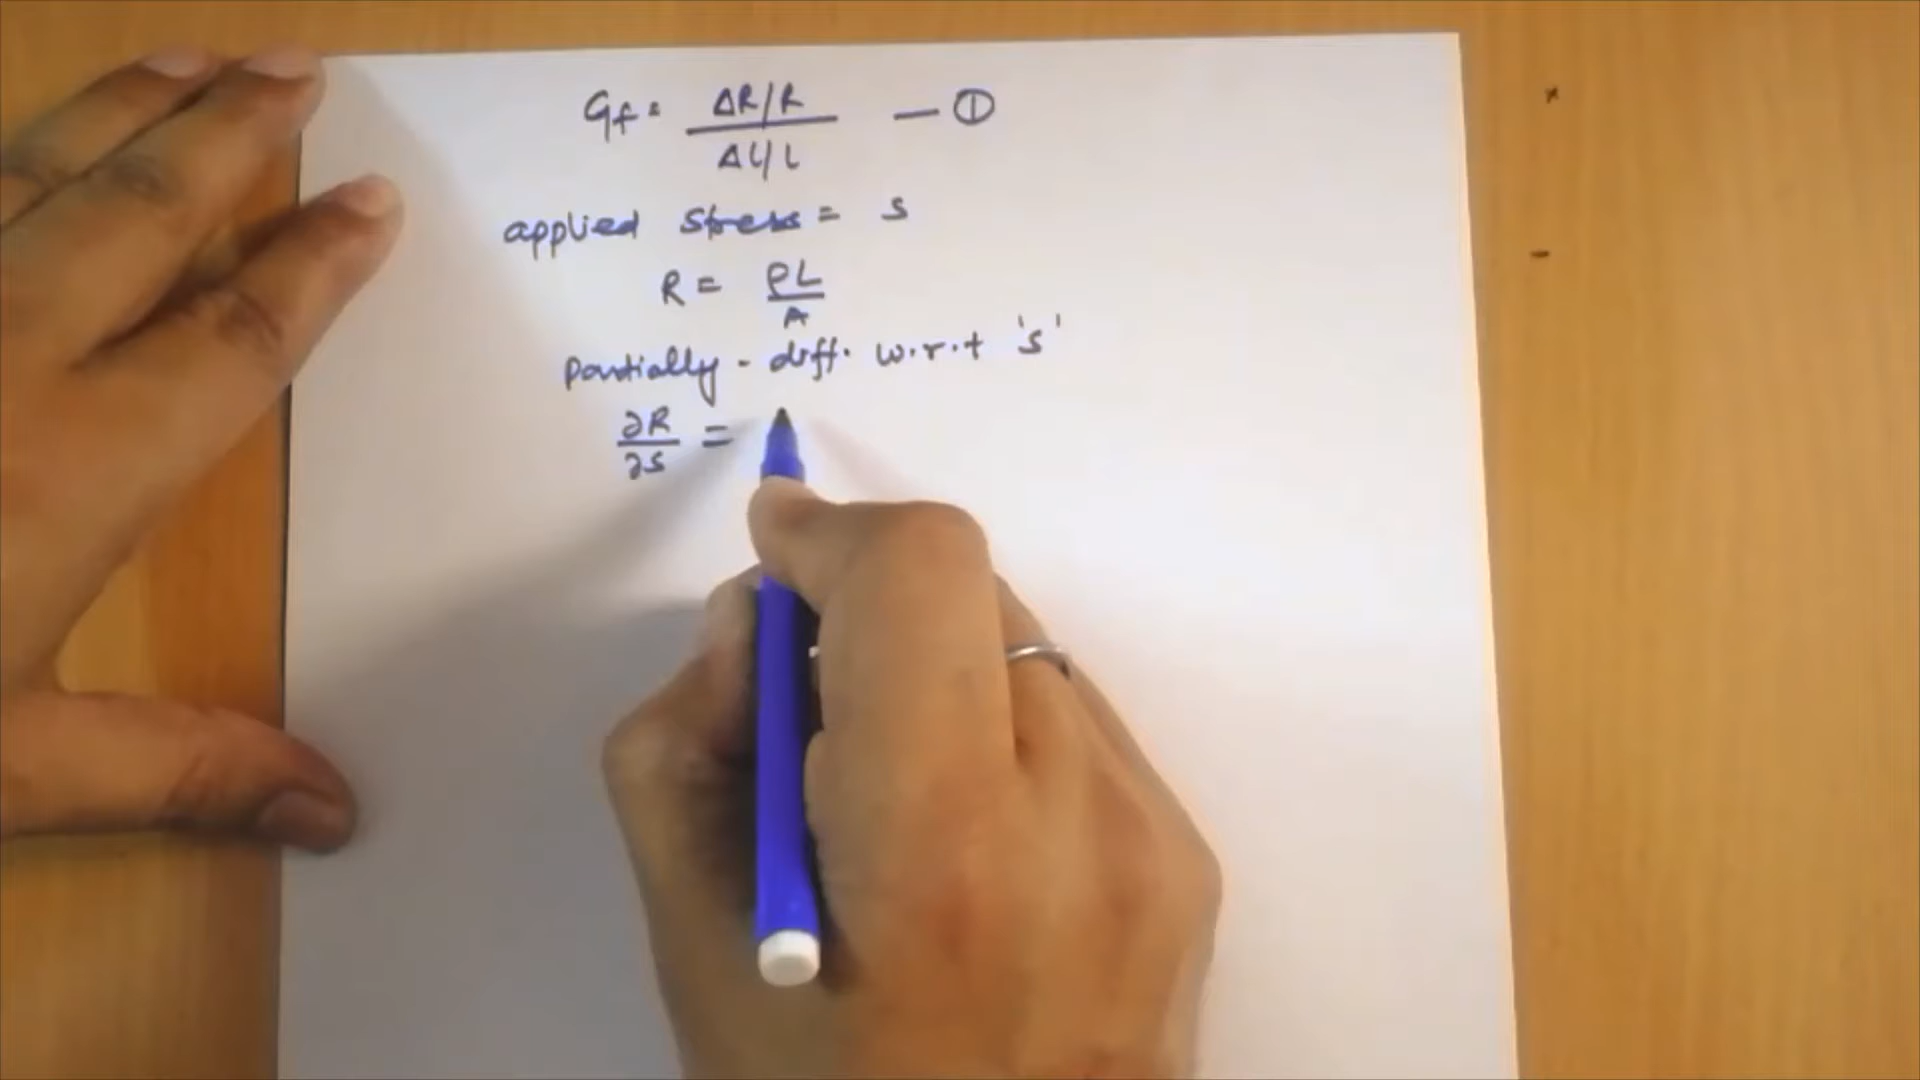 Gf = ΔR/R / ΔL/L — ①
applied stress = s
R = ρL / A
Partially - diff. w.r.t 's'
∂R/∂s =